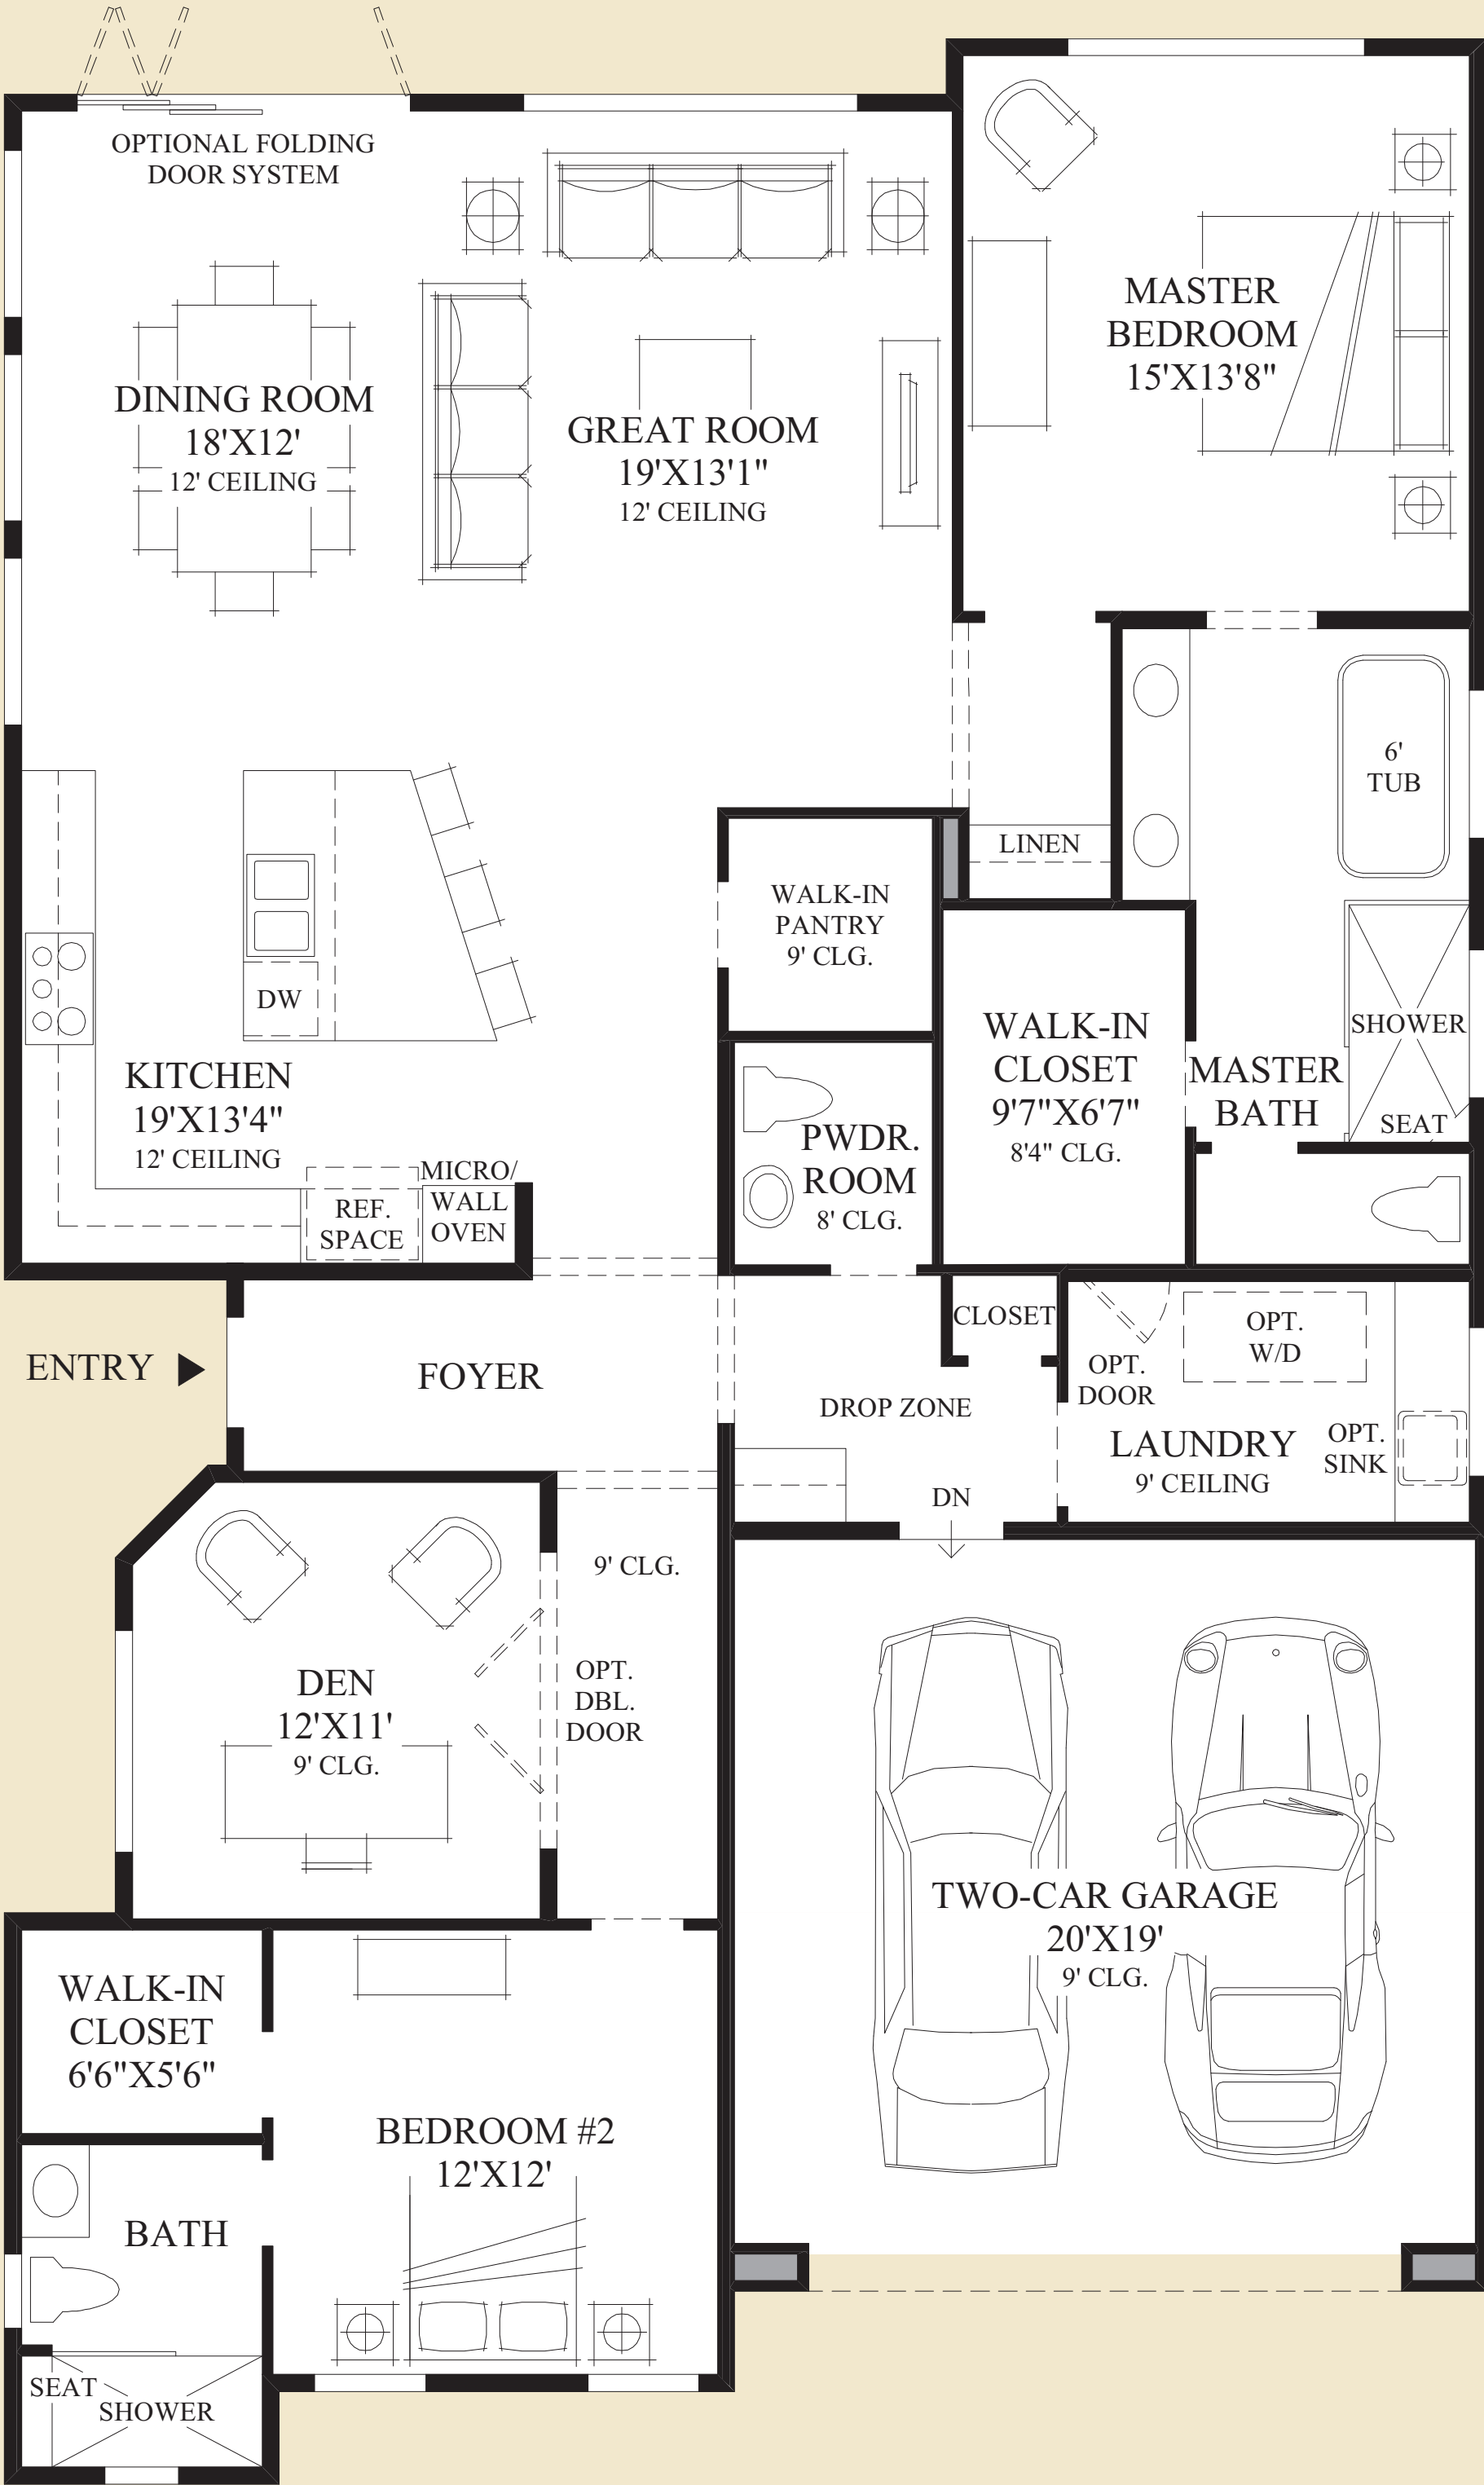 OPTIONAL FOLDING
DOOR SYSTEM
MASTER
BEDROOM
15'X13'8"
DINING ROOM
18'X12'
12' CEILING
GREAT ROOM
19'X13'1"
12' CEILING
6'
TUB
LINEN
WALK-IN
PANTRY
9' CLG.
DW
KITCHEN
19'X13'4"
12' CEILING
WALK-IN
CLOSET
9'7"X6'7"
8'4" CLG.
MASTER
BATH
SHOWER
SEAT
PWDR.
ROOM
8' CLG.
REF.
SPACE
MICRO/
WALL
OVEN
ENTRY
FOYER
CLOSET
DROP ZONE
OPT.
DOOR
OPT.
W/D
LAUNDRY
9' CEILING
OPT.
SINK
DN
9' CLG.
DEN
12'X11'
9' CLG.
OPT.
DBL.
DOOR
TWO-CAR GARAGE
20'X19'
9' CLG.
WALK-IN
CLOSET
6'6"X5'6"
BEDROOM #2
12'X12'
BATH
SEAT
SHOWER